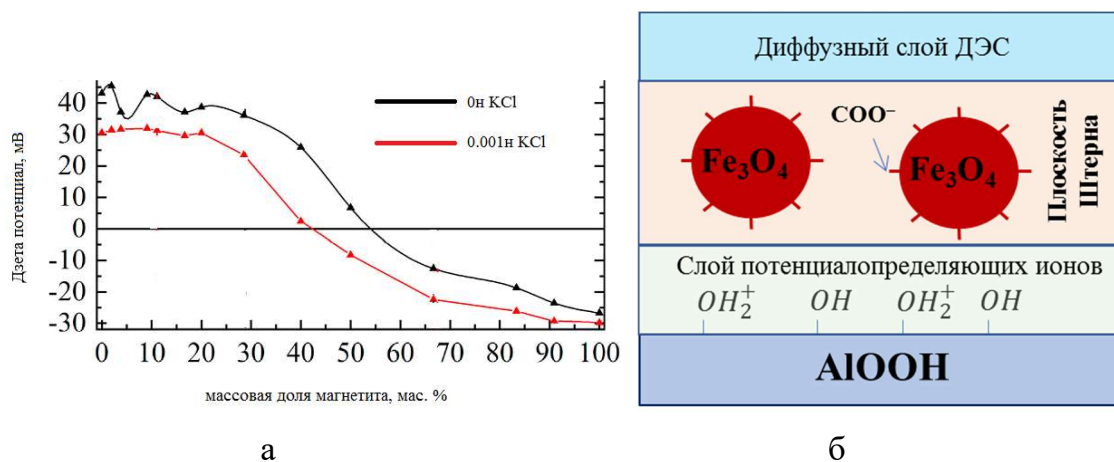 40
30
20
10
0
-10
-20
-30
Дзета потенциал, мВ
0н KCl
0.001н KCl
0 10 20 30 40 50 60 70 80 90 100
массовая доля магнетита, мас. %
а
Диффузный слой ДЭС
COO⁻
Fe₃O₄
Fe₃O₄
Плоскость
Штерна
Слой потенциалопределяющих ионов
OH₂⁺ OH OH₂⁺ OH
AlOOH
б